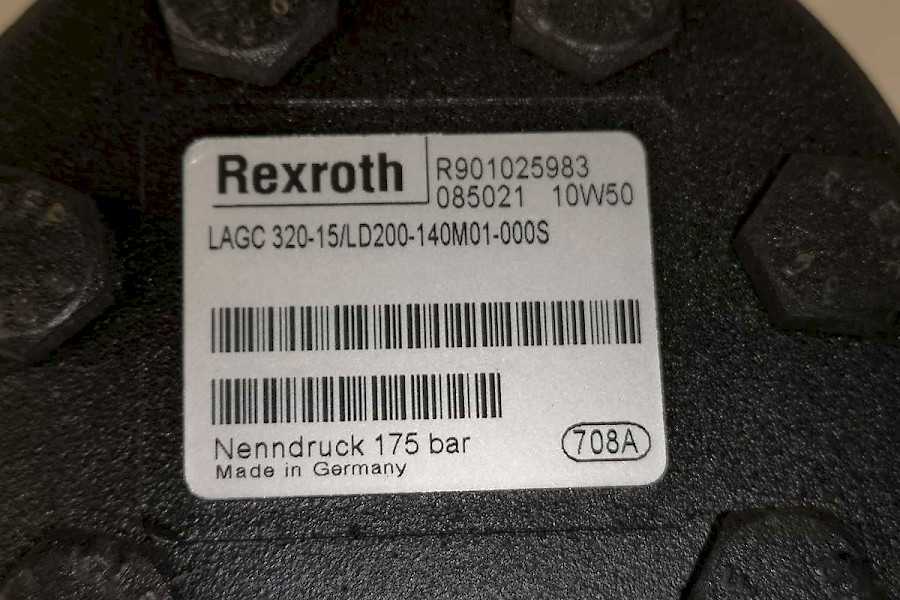 Rexroth
R901025983
085021 10W50
LAGC 320-15/LD200-140M01-000S
Nenndruck 175 bar
708A
Made in Germany